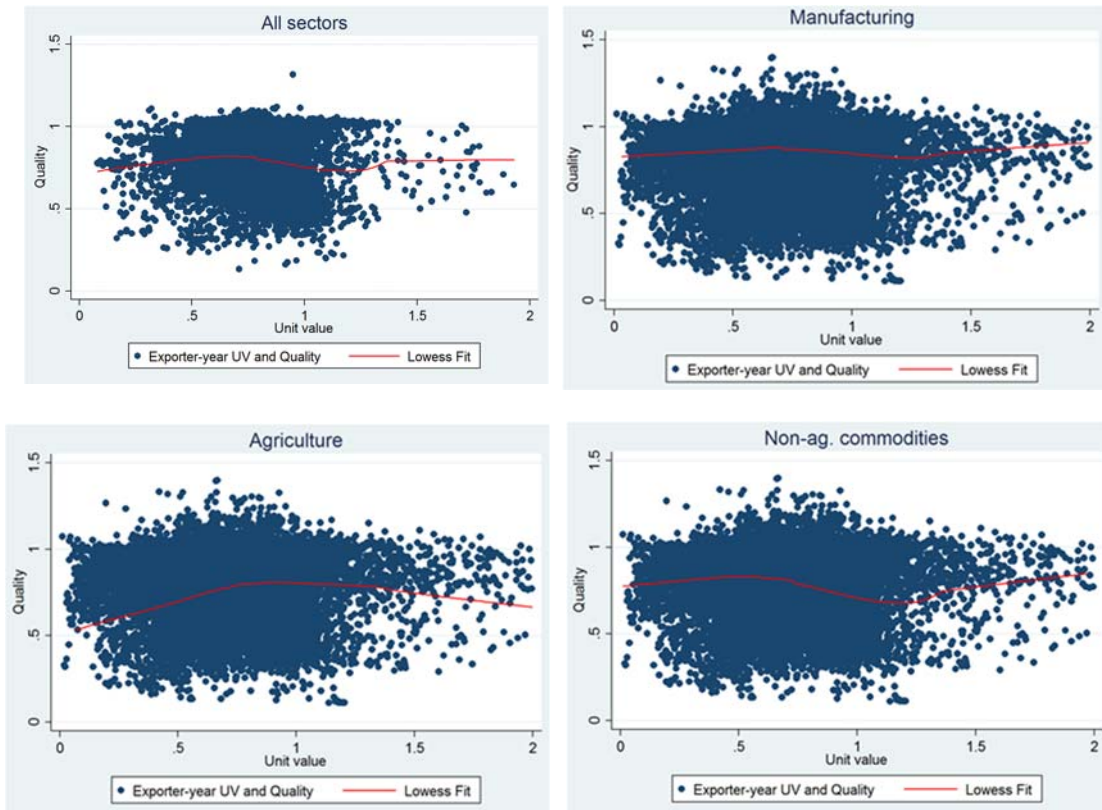 All sectors
Quality
1.5
1
.5
0
0 .5 1 1.5 2
Unit value
Exporter-year UV and Quality Lowess Fit
Manufacturing
Quality
1.5
1
.5
0
0 .5 1 1.5 2
Unit value
Exporter-year UV and Quality Lowess Fit
Agriculture
Quality
1.5
1
.5
0
0 .5 1 1.5 2
Unit value
Exporter-year UV and Quality Lowess Fit
Non-ag. commodities
Quality
1.5
1
.5
0
0 .5 1 1.5 2
Unit value
Exporter-year UV and Quality Lowess Fit